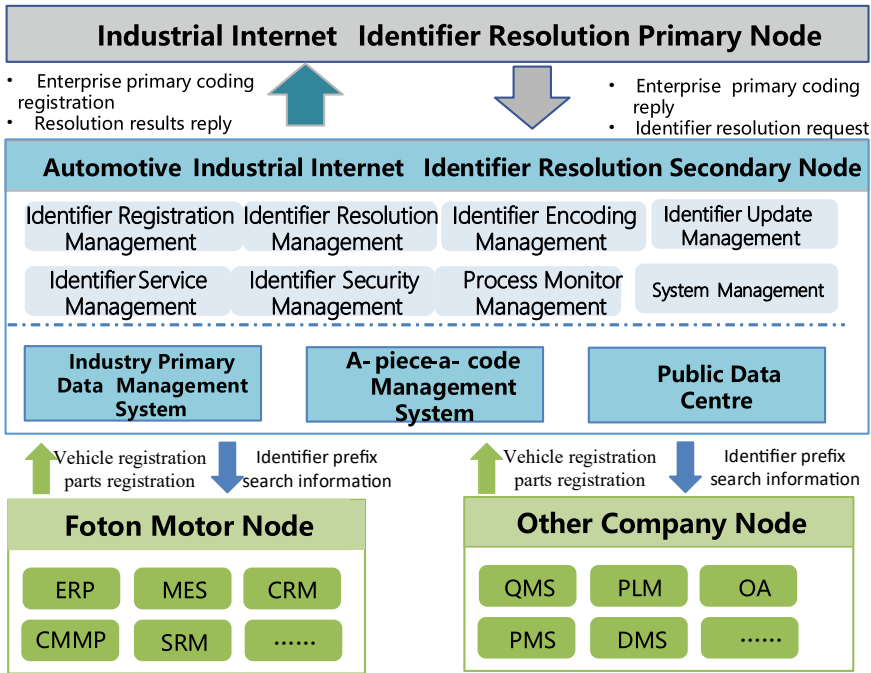 Industrial Internet Identifier Resolution Primary Node
• Enterprise primary coding
registration
• Resolution results reply
• Enterprise primary coding
reply
• Identifier resolution request
Automotive Industrial Internet Identifier Resolution Secondary Node
Identifier Registration
Management
Identifier Resolution
Management
Identifier Encoding
Management
Identifier Update
Management
Identifier Service
Management
Identifier Security
Management
Process Monitor
Management
System Management
Industry Primary
Data Management
System
A- piece-a- code
Management
System
Public Data
Centre
Vehicle registration
parts registration
Identifier prefix
search information
Vehicle registration
parts registration
Identifier prefix
search information
Foton Motor Node
ERP
MES
CRM
CMMP
SRM
······
Other Company Node
QMS
PLM
OA
PMS
DMS
······